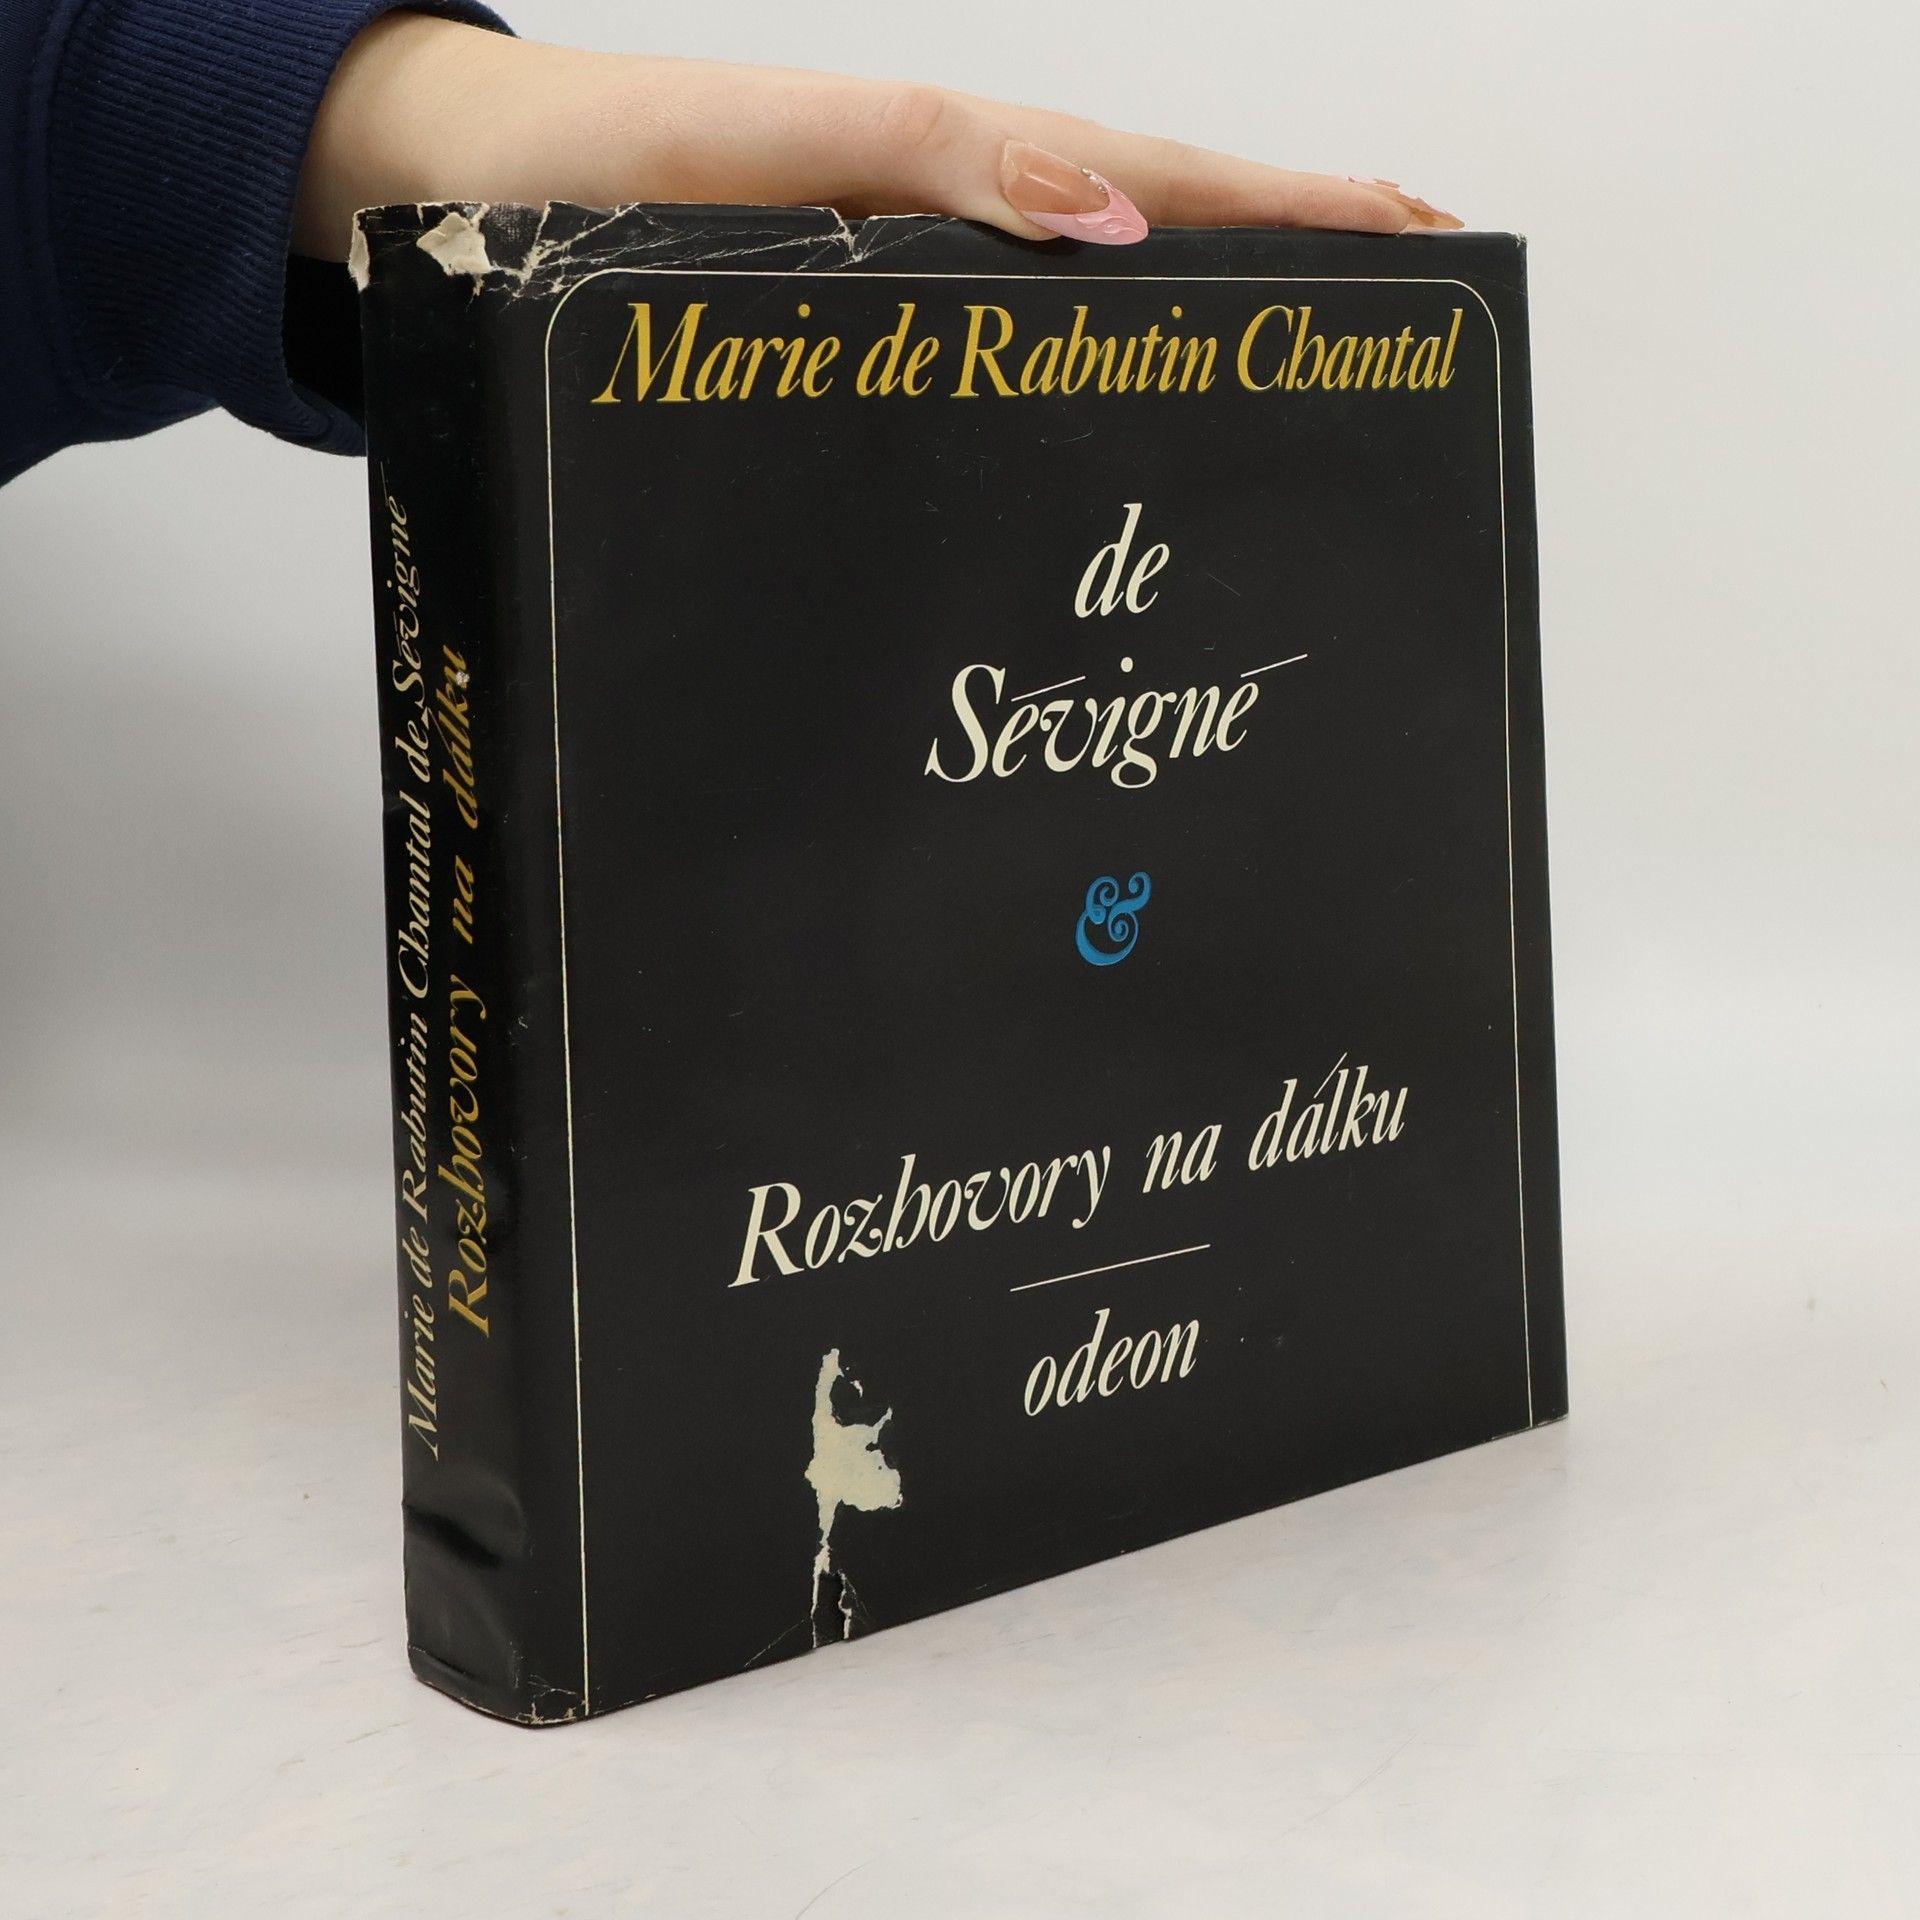 Marie de Rabutin Chantal
de
Sévigné
&
Rozhovory na dálku
odeon
Marie de Rabutin Chantal de Sévigné
Rozhovory na dálku